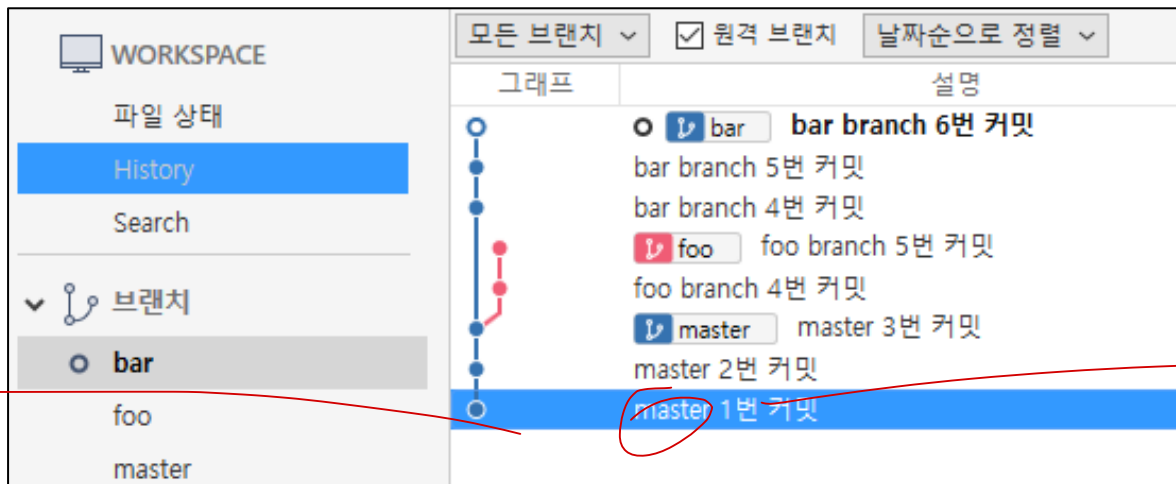 WORKSPACE
파일 상태
History
Search
브랜치
bar
foo
master
모든 브랜치 원격 브랜치 날짜순으로 정렬
그래프 설명
bar bar branch 6번 커밋
bar branch 5번 커밋
bar branch 4번 커밋
foo foo branch 5번 커밋
foo branch 4번 커밋
master master 3번 커밋
master 2번 커밋
master 1번 커밋